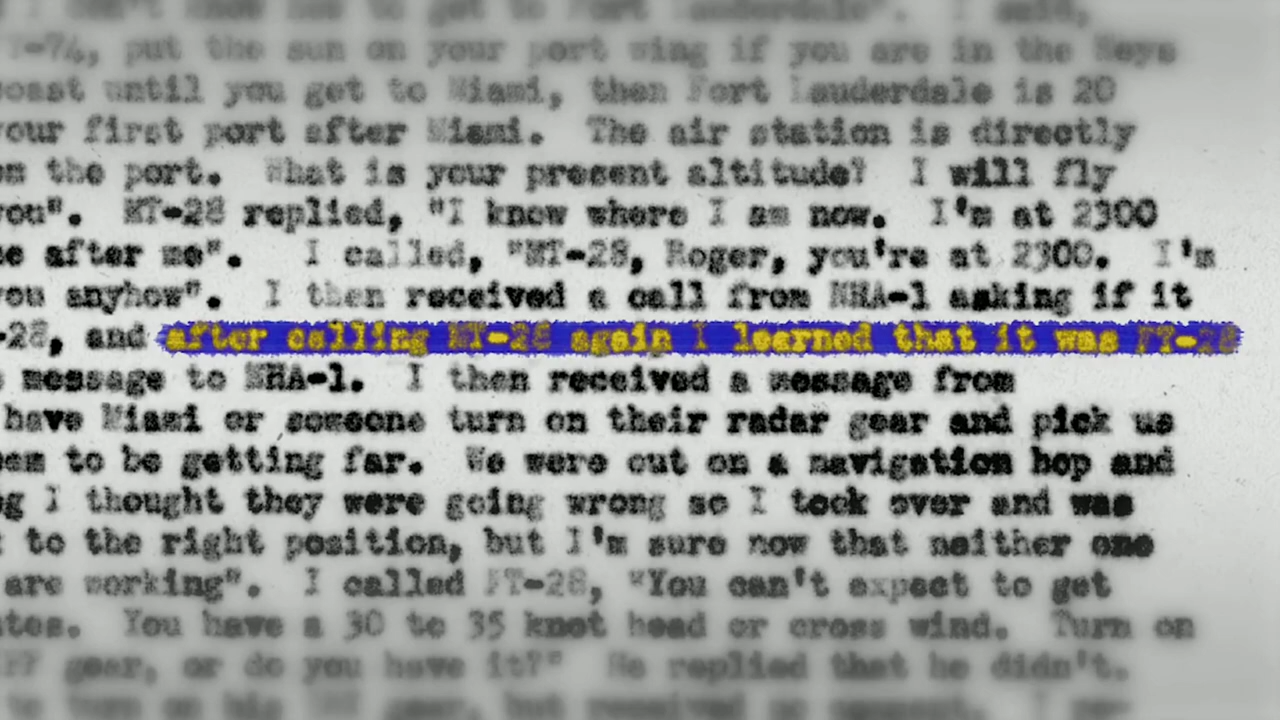 I can't know how to get to Fort Lauderdale". I said,
T-74, put the sun on your port wing if you are in the Keys
coast until you get to Miami, then Fort Lauderdale is 20
your first port after Miami. The air station is directly
the port. What is your present altitude? I will fly
you". MT-28 replied, "I know where I am now. I'm at 2300
after me". I called, "MT-28, Roger, you're at 2300. I'm
you anyhow". I then received a call from NHA-1 asking if it
-28, and after calling MT-28 again I learned that it was FT-28
message to NHA-1. I then received a message from
have Miami or someone turn on their radar gear and pick us
to be getting far. We were out on a navigation hop and
I thought they were going wrong so I took over and was
to the right position, but I'm sure now that neither one
are working". I called FT-28, "You can't expect to get
You have a 30 to 35 knot head or cross wind. Turn on
gear, or do you have it?" He replied that he didn't.
gear, but received no